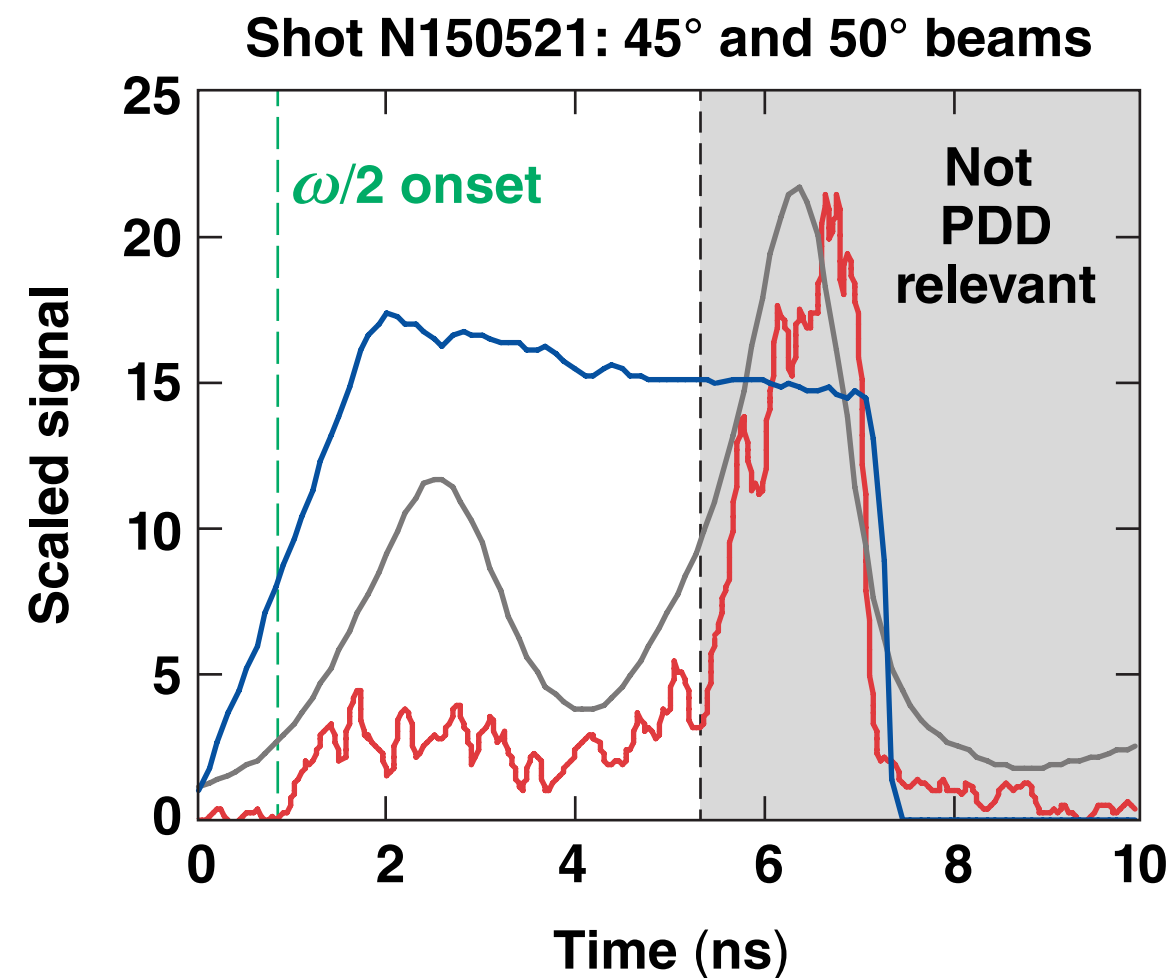 Shot N150521: 45° and 50° beams
25
20
15
10
5
0
Scaled signal
ω/2 onset
Not
PDD
relevant
0 2 4 6 8 10
Time (ns)